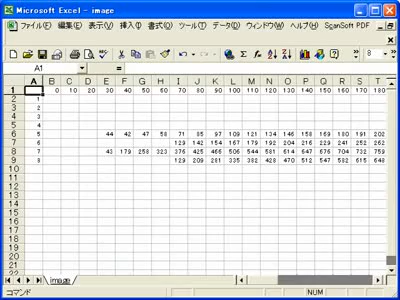 Microsoft Excel - image
ファイル(F) 編集(E) 表示(V) 挿入(I) 書式(O) ツール(T) データ(D) ウィンドウ(W) ヘルプ(H) ScanSoft PDF
8
A1 =
A B C D E F G H I J K L M N O P Q R S T
1 0 10 20 30 40 50 60 70 80 90 100 110 120 130 140 150 160 170 180
2 1
3 2
4 3
5 4
6 5 44 42 47 58 71 85 97 109 121 134 146 158 169 180 191 202
7 6 129 142 154 167 179 192 204 216 229 241 252 262
8 7 43 179 258 323 376 425 466 506 544 581 614 647 676 704 732 759
9 8 129 209 281 335 382 428 470 512 547 582 615 648
10
11
12
13
14
15
16
17
18
19
20
21
22
image
コマンド NUM